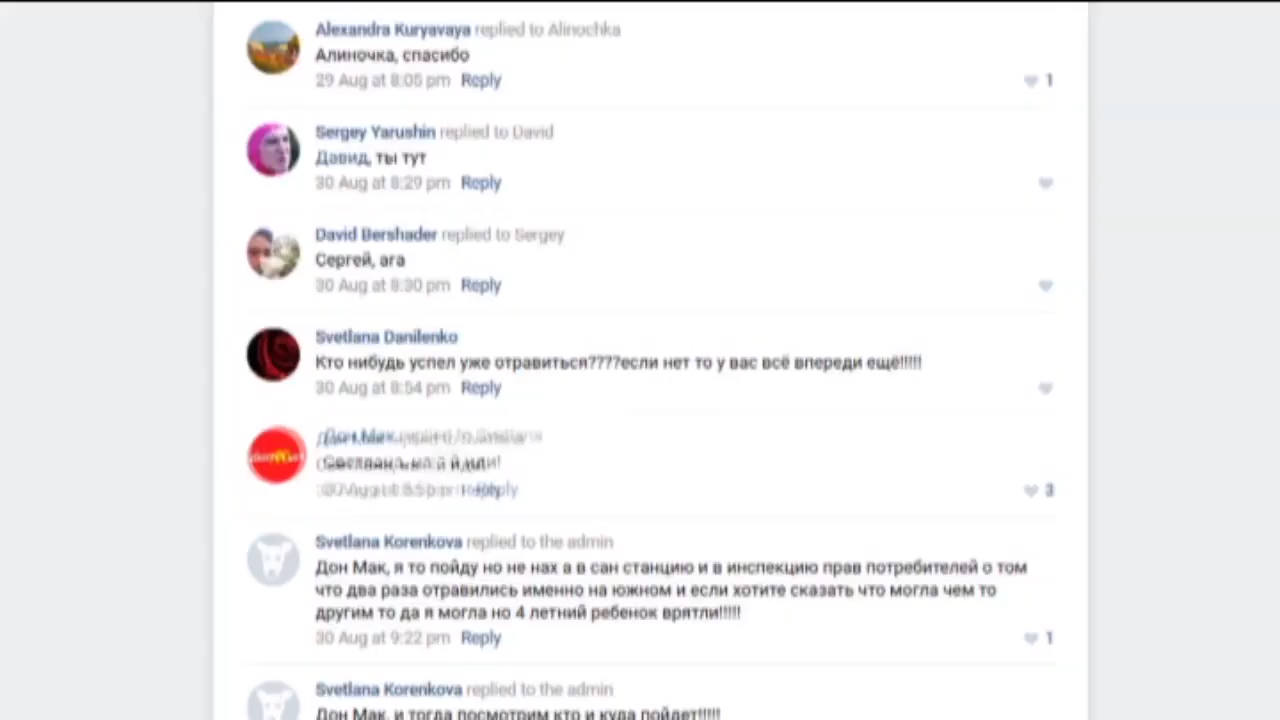 Alexandra Kuryavaya replied to Alinochka
Алиночка, спасибо
29 Aug at 8:05 pm Reply
1
Sergey Yarushin replied to David
Давид, ты тут
30 Aug at 8:29 pm Reply
David Bershader replied to Sergey
Сергей, ага
30 Aug at 8:30 pm Reply
Svetlana Danilenko
Кто нибудь успел уже отравиться????если нет то у вас всё впереди ещё!!!!!
30 Aug at 8:54 pm Reply
Дон Мак replied to Svetlana
Светлана,
Reply
3
Svetlana Korenkova replied to the admin
Дон Мак, я то пойду но не нах а в сан станцию и в инспекцию прав потребителей о том
что два раза отравились именно на южном и если хотите сказать что могла чем то
другим то да я могла но 4 летний ребенок врятли!!!!!
30 Aug at 9:22 pm Reply
1
Svetlana Korenkova replied to the admin
Дон Мак, и тогда посмотрим кто и куда пойдет!!!!!